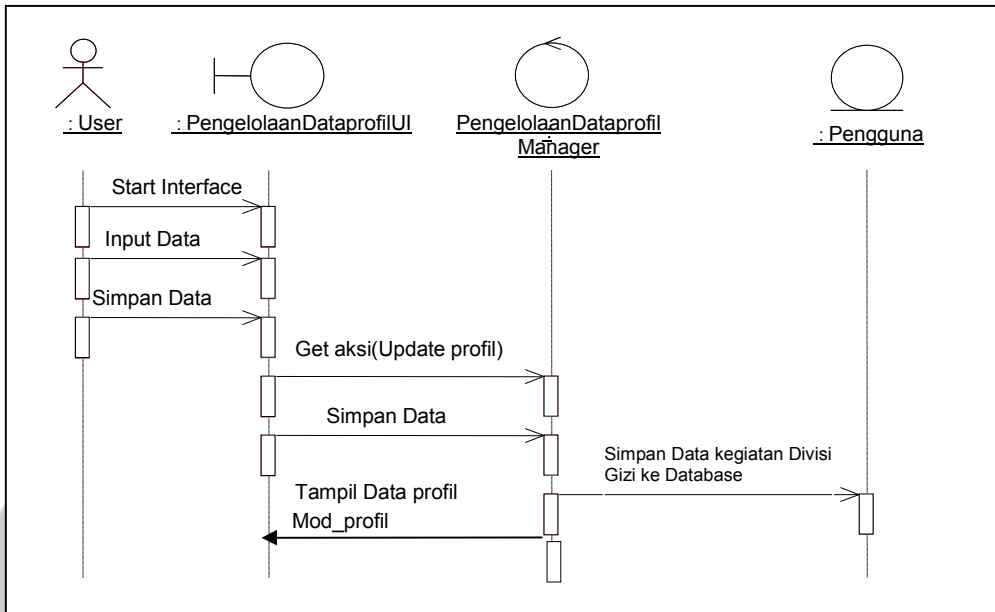 : User
: PengelolaanDataprofilUI
PengelolaanDataprofil
:
Manager
: Pengguna
Start Interface
Input Data
Simpan Data
Get aksi(Update profil)
Simpan Data
Simpan Data kegiatan Divisi
Gizi ke Database
Tampil Data profil
Mod_profil